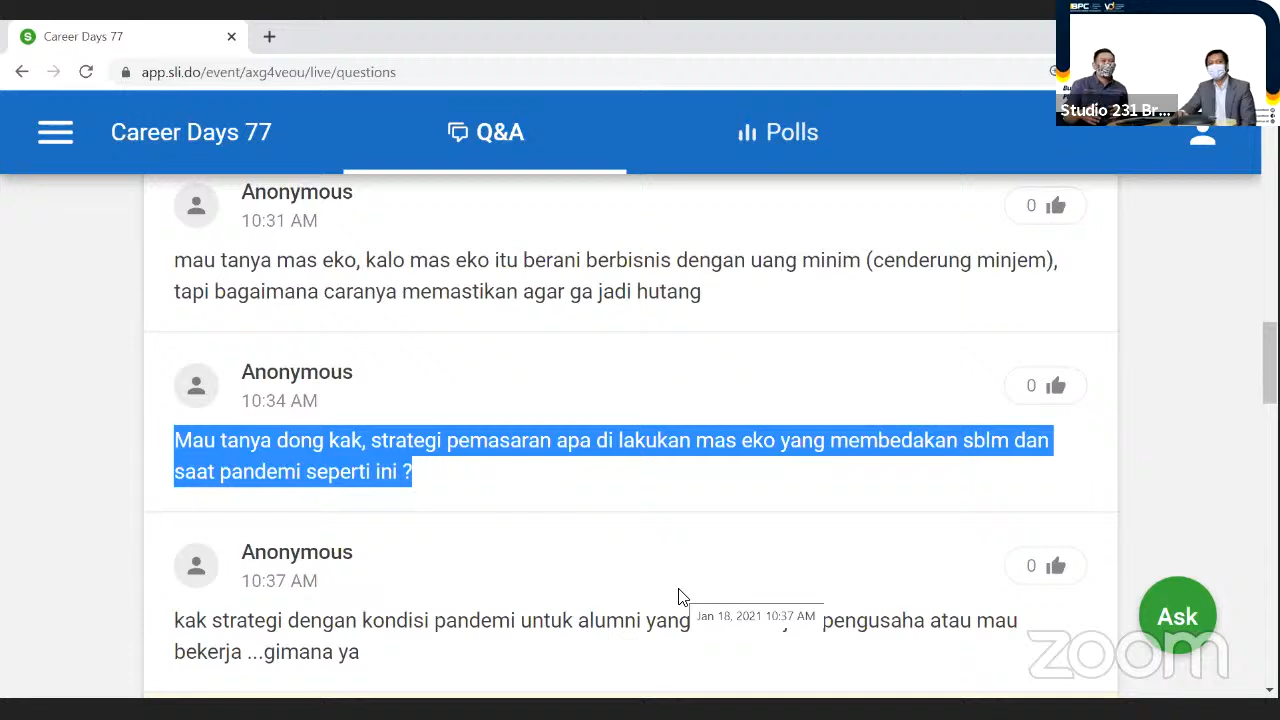 Career Days 77
app.sli.do/event/axg4veou/live/questions
BPC
Studio 231 Br...
Career Days 77
Q&A
Polls
Anonymous
10:31 AM
0
mau tanya mas eko, kalo mas eko itu berani berbisnis dengan uang minim (cenderung minjem),
tapi bagaimana caranya memastikan agar ga jadi hutang
Anonymous
10:34 AM
0
Mau tanya dong kak, strategi pemasaran apa di lakukan mas eko yang membedakan sblm dan
saat pandemi seperti ini ?
Anonymous
10:37 AM
0
kak strategi dengan kondisi pandemi untuk alumni yang pengusaha atau mau
Jan 18, 2021 10:37 AM
bekerja ...gimana ya
Ask
zoom